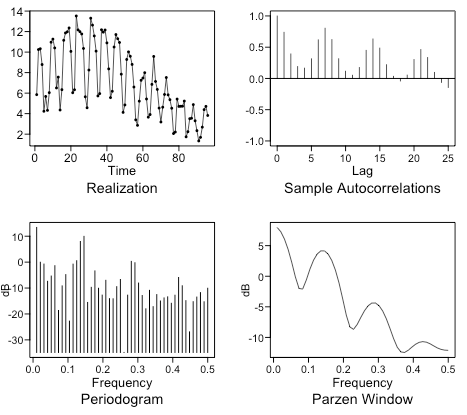 14
12
10
8
6
4
2
0 20 40 60 80
Time
Realization
1.0
0.5
0.0
-0.5
-1.0
0 5 10 15 20 25
Lag
Sample Autocorrelations
10
0
-10
-20
-30
dB
0.0 0.1 0.2 0.3 0.4 0.5
Frequency
Periodogram
5
0
-5
-10
dB
0.0 0.1 0.2 0.3 0.4 0.5
Frequency
Parzen Window